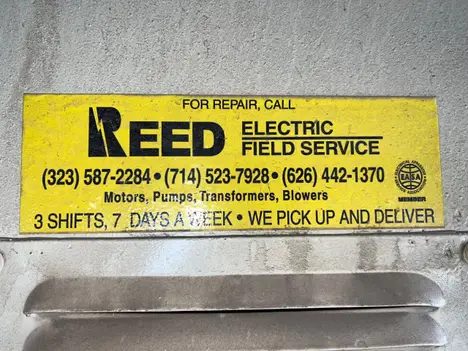 FOR REPAIR, CALL
REED ELECTRIC
FIELD SERVICE
(323) 587-2284 • (714) 523-7928 • (626) 442-1370
Motors, Pumps, Transformers, Blowers
EASA
MEMBER
3 SHIFTS, 7 DAYS A WEEK • WE PICK UP AND DELIVER